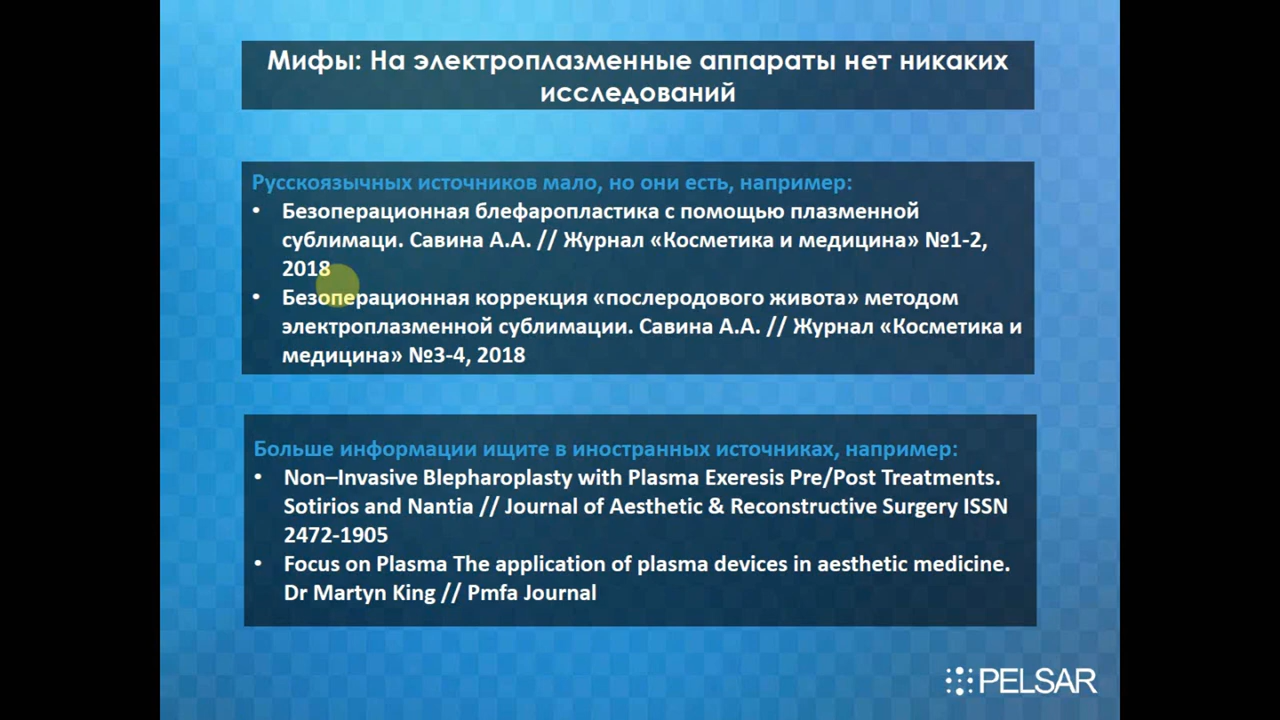 Мифы: На электроплазменные аппараты нет никаких
исследований
Русскоязычных источников мало, но они есть, например:
• Безоперационная блефаропластика с помощью плазменной
сублимаци. Савина А.А. // Журнал «Косметика и медицина» №1-2,
2018
• Безоперационная коррекция «послеродового живота» методом
электроплазменной сублимации. Савина А.А. // Журнал «Косметика и
медицина» №3-4, 2018
Больше информации ищите в иностранных источниках, например:
• Non–Invasive Blepharoplasty with Plasma Exeresis Pre/Post Treatments.
Sotirios and Nantia // Journal of Aesthetic & Reconstructive Surgery ISSN
2472-1905
• Focus on Plasma The application of plasma devices in aesthetic medicine.
Dr Martyn King // Pmfa Journal
PELSAR